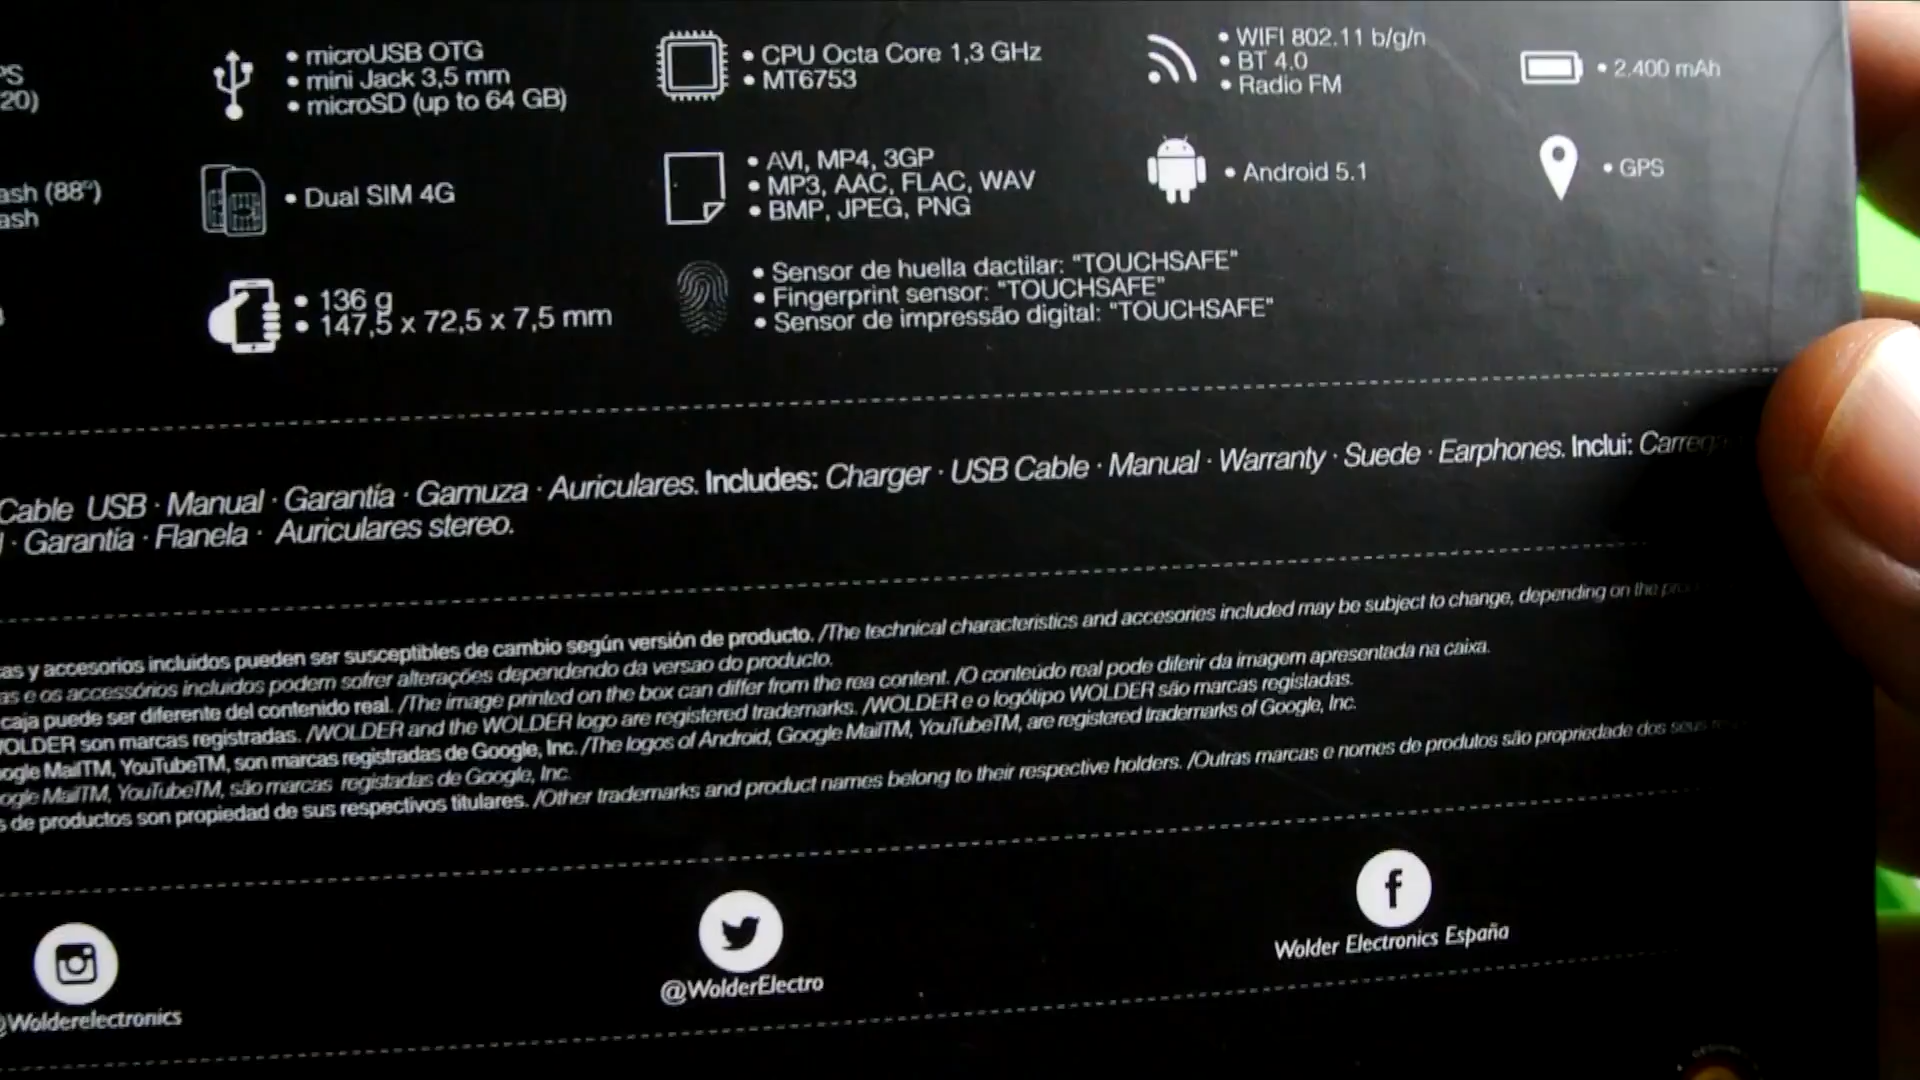 PS
20)
• microUSB OTG
• mini Jack 3,5 mm
• microSD (up to 64 GB)
• CPU Octa Core 1,3 GHz
• MT6753
• WIFI 802.11 b/g/n
• BT 4.0
• Radio FM
• 2.400 mAh
ash (88º)
ash
• Dual SIM 4G
• AVI, MP4, 3GP
• MP3, AAC, FLAC, WAV
• BMP, JPEG, PNG
• Android 5.1
• GPS
• 136 g
• 147,5 x 72,5 x 7,5 mm
• Sensor de huella dactilar: "TOUCHSAFE"
• Fingerprint sensor: "TOUCHSAFE"
• Sensor de impressão digital: "TOUCHSAFE"
Cable USB · Manual · Garantía · Gamuza · Auriculares. Includes: Charger · USB Cable · Manual · Warranty · Suede · Earphones. Inclui: Carreg
· Garantía · Flanela · Auriculares stereo.
as y accesorios incluidos pueden ser susceptibles de cambio según versión de producto. /The technical characteristics and accesories included may be subject to change, depending on the
as e os accessórios incluidos podem sofrer alterações dependendo da versao do producto.
caja puede ser diferente del contenido real. /The image printed on the box can differ from the rea content. /O conteúdo real pode diferir da imagem apresentada na caixa.
WOLDER son marcas registradas. /WOLDER and the WOLDER logo are registered trademarks. /WOLDER e o logótipo WOLDER são marcas registadas.
ogle MailTM, YouTubeTM, son marcas registradas de Google, Inc. /The logos of Android, Google MailTM, YouTubeTM, are registered trademarks of Google, Inc.
ogle MailTM, YouTubeTM, são marcas registadas de Google, Inc.
s de productos son propiedad de sus respectivos titulares. /Other trademarks and product names belong to their respective holders. /Outras marcas e nomes de produtos são propriedade dos seus
@Wolderelectronics
@WolderElectro
Wolder Electronics España